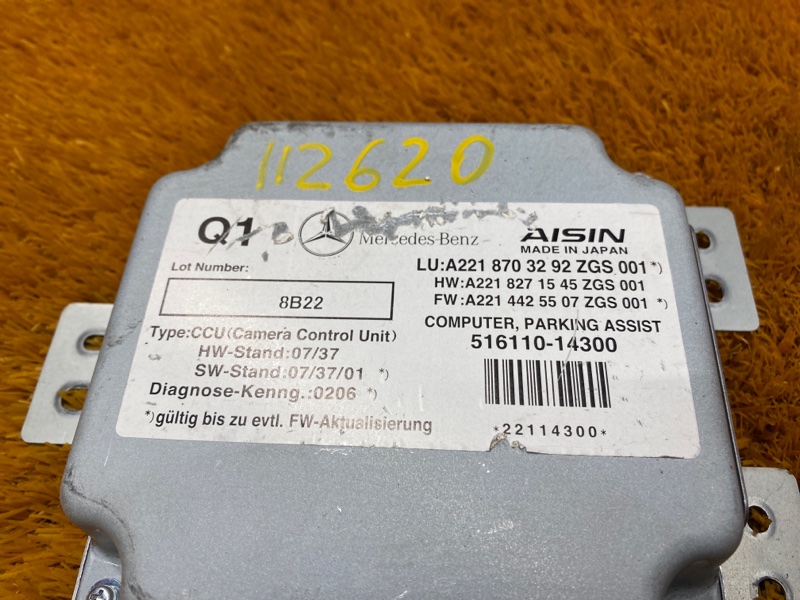 112620
Q1 Mercedes-Benz AISIN
MADE IN JAPAN
Lot Number:
8B22
LU:A221 870 32 92 ZGS 001*)
HW:A221 827 15 45 ZGS 001
FW:A221 442 55 07 ZGS 001*)
Type:CCU(Camera Control Unit)
HW-Stand:07/37
SW-Stand:07/37/01 *)
Diagnose-Kenng.:0206 *)
*)gültig bis zu evtl. FW-Aktualisierung
COMPUTER, PARKING ASSIST
516110-14300
*22114300*